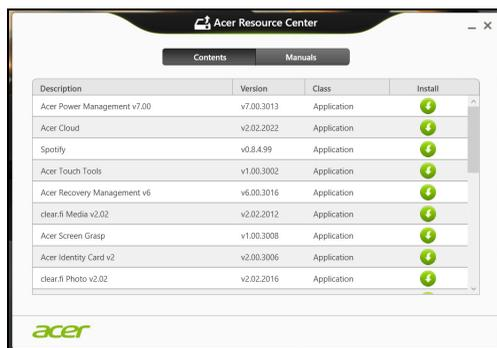 Acer Resource Center
Contents Manuals
Description Version Class Install
Acer Power Management v7.00 v7.00.3013 Application
Acer Cloud v2.02.2022 Application
Spotify v0.8.4.99 Application
Acer Touch Tools v1.00.3002 Application
Acer Recovery Management v6 v6.00.3016 Application
clear.fi Media v2.02 v2.02.2012 Application
Acer Screen Grasp v1.00.3008 Application
Acer Identity Card v2 v2.00.3006 Application
clear.fi Photo v2.02 v2.02.2016 Application
acer